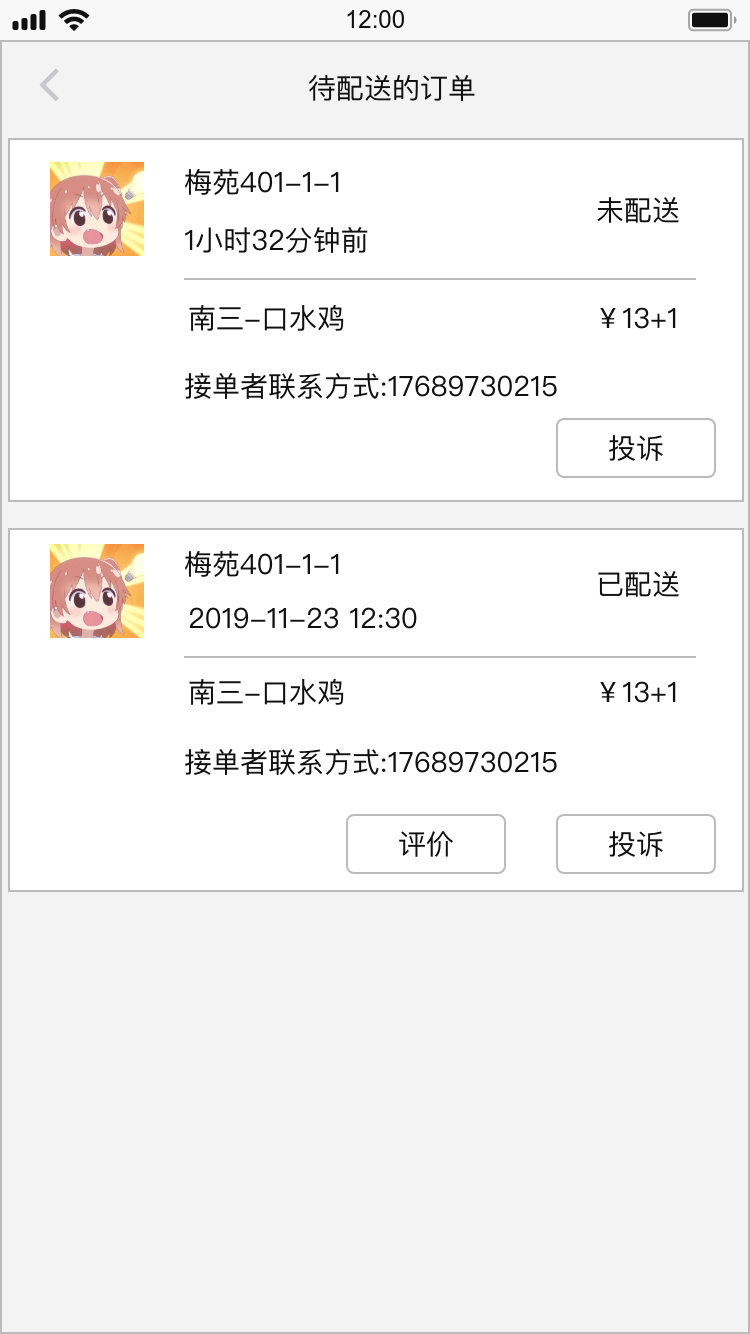 12:00
待配送的订单
梅苑401-1-1
未配送
1小时32分钟前
南三-口水鸡
￥13+1
接单者联系方式:17689730215
投诉
梅苑401-1-1
已配送
2019-11-23 12:30
南三-口水鸡
￥13+1
接单者联系方式:17689730215
评价
投诉